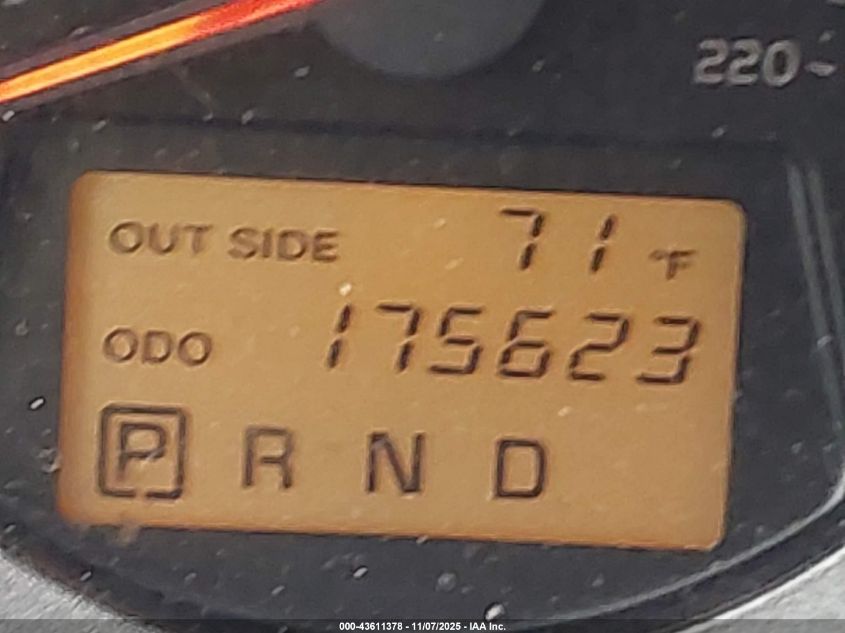 220
OUT SIDE 71 °F
ODO 175623
P R N D
000-43611378 - 11/07/2025 - IAA Inc.